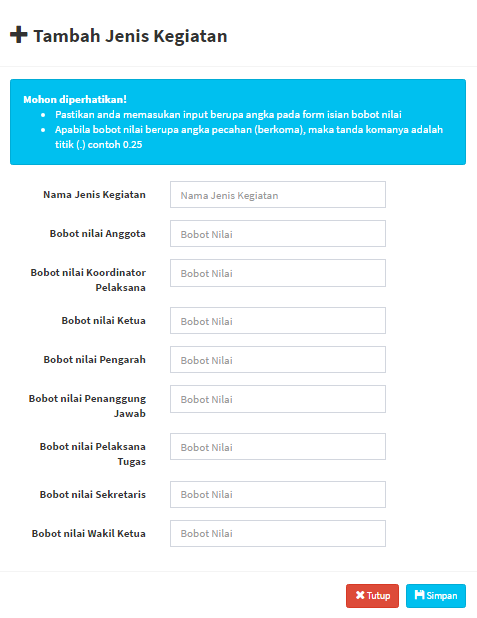 Tambah Jenis Kegiatan
Mohon diperhatikan!
• Pastikan anda memasukan input berupa angka pada form isian bobot nilai
• Apabila bobot nilai berupa angka pecahan (berkoma), maka tanda komanya adalah
titik (.) contoh 0.25
Nama Jenis Kegiatan Nama Jenis Kegiatan
Bobot nilai Anggota Bobot Nilai
Bobot nilai Koordinator Bobot Nilai
Pelaksana
Bobot nilai Ketua Bobot Nilai
Bobot nilai Pengarah Bobot Nilai
Bobot nilai Penanggung Bobot Nilai
Jawab
Bobot nilai Pelaksana Bobot Nilai
Tugas
Bobot nilai Sekretaris Bobot Nilai
Bobot nilai Wakil Ketua Bobot Nilai
Tutup Simpan